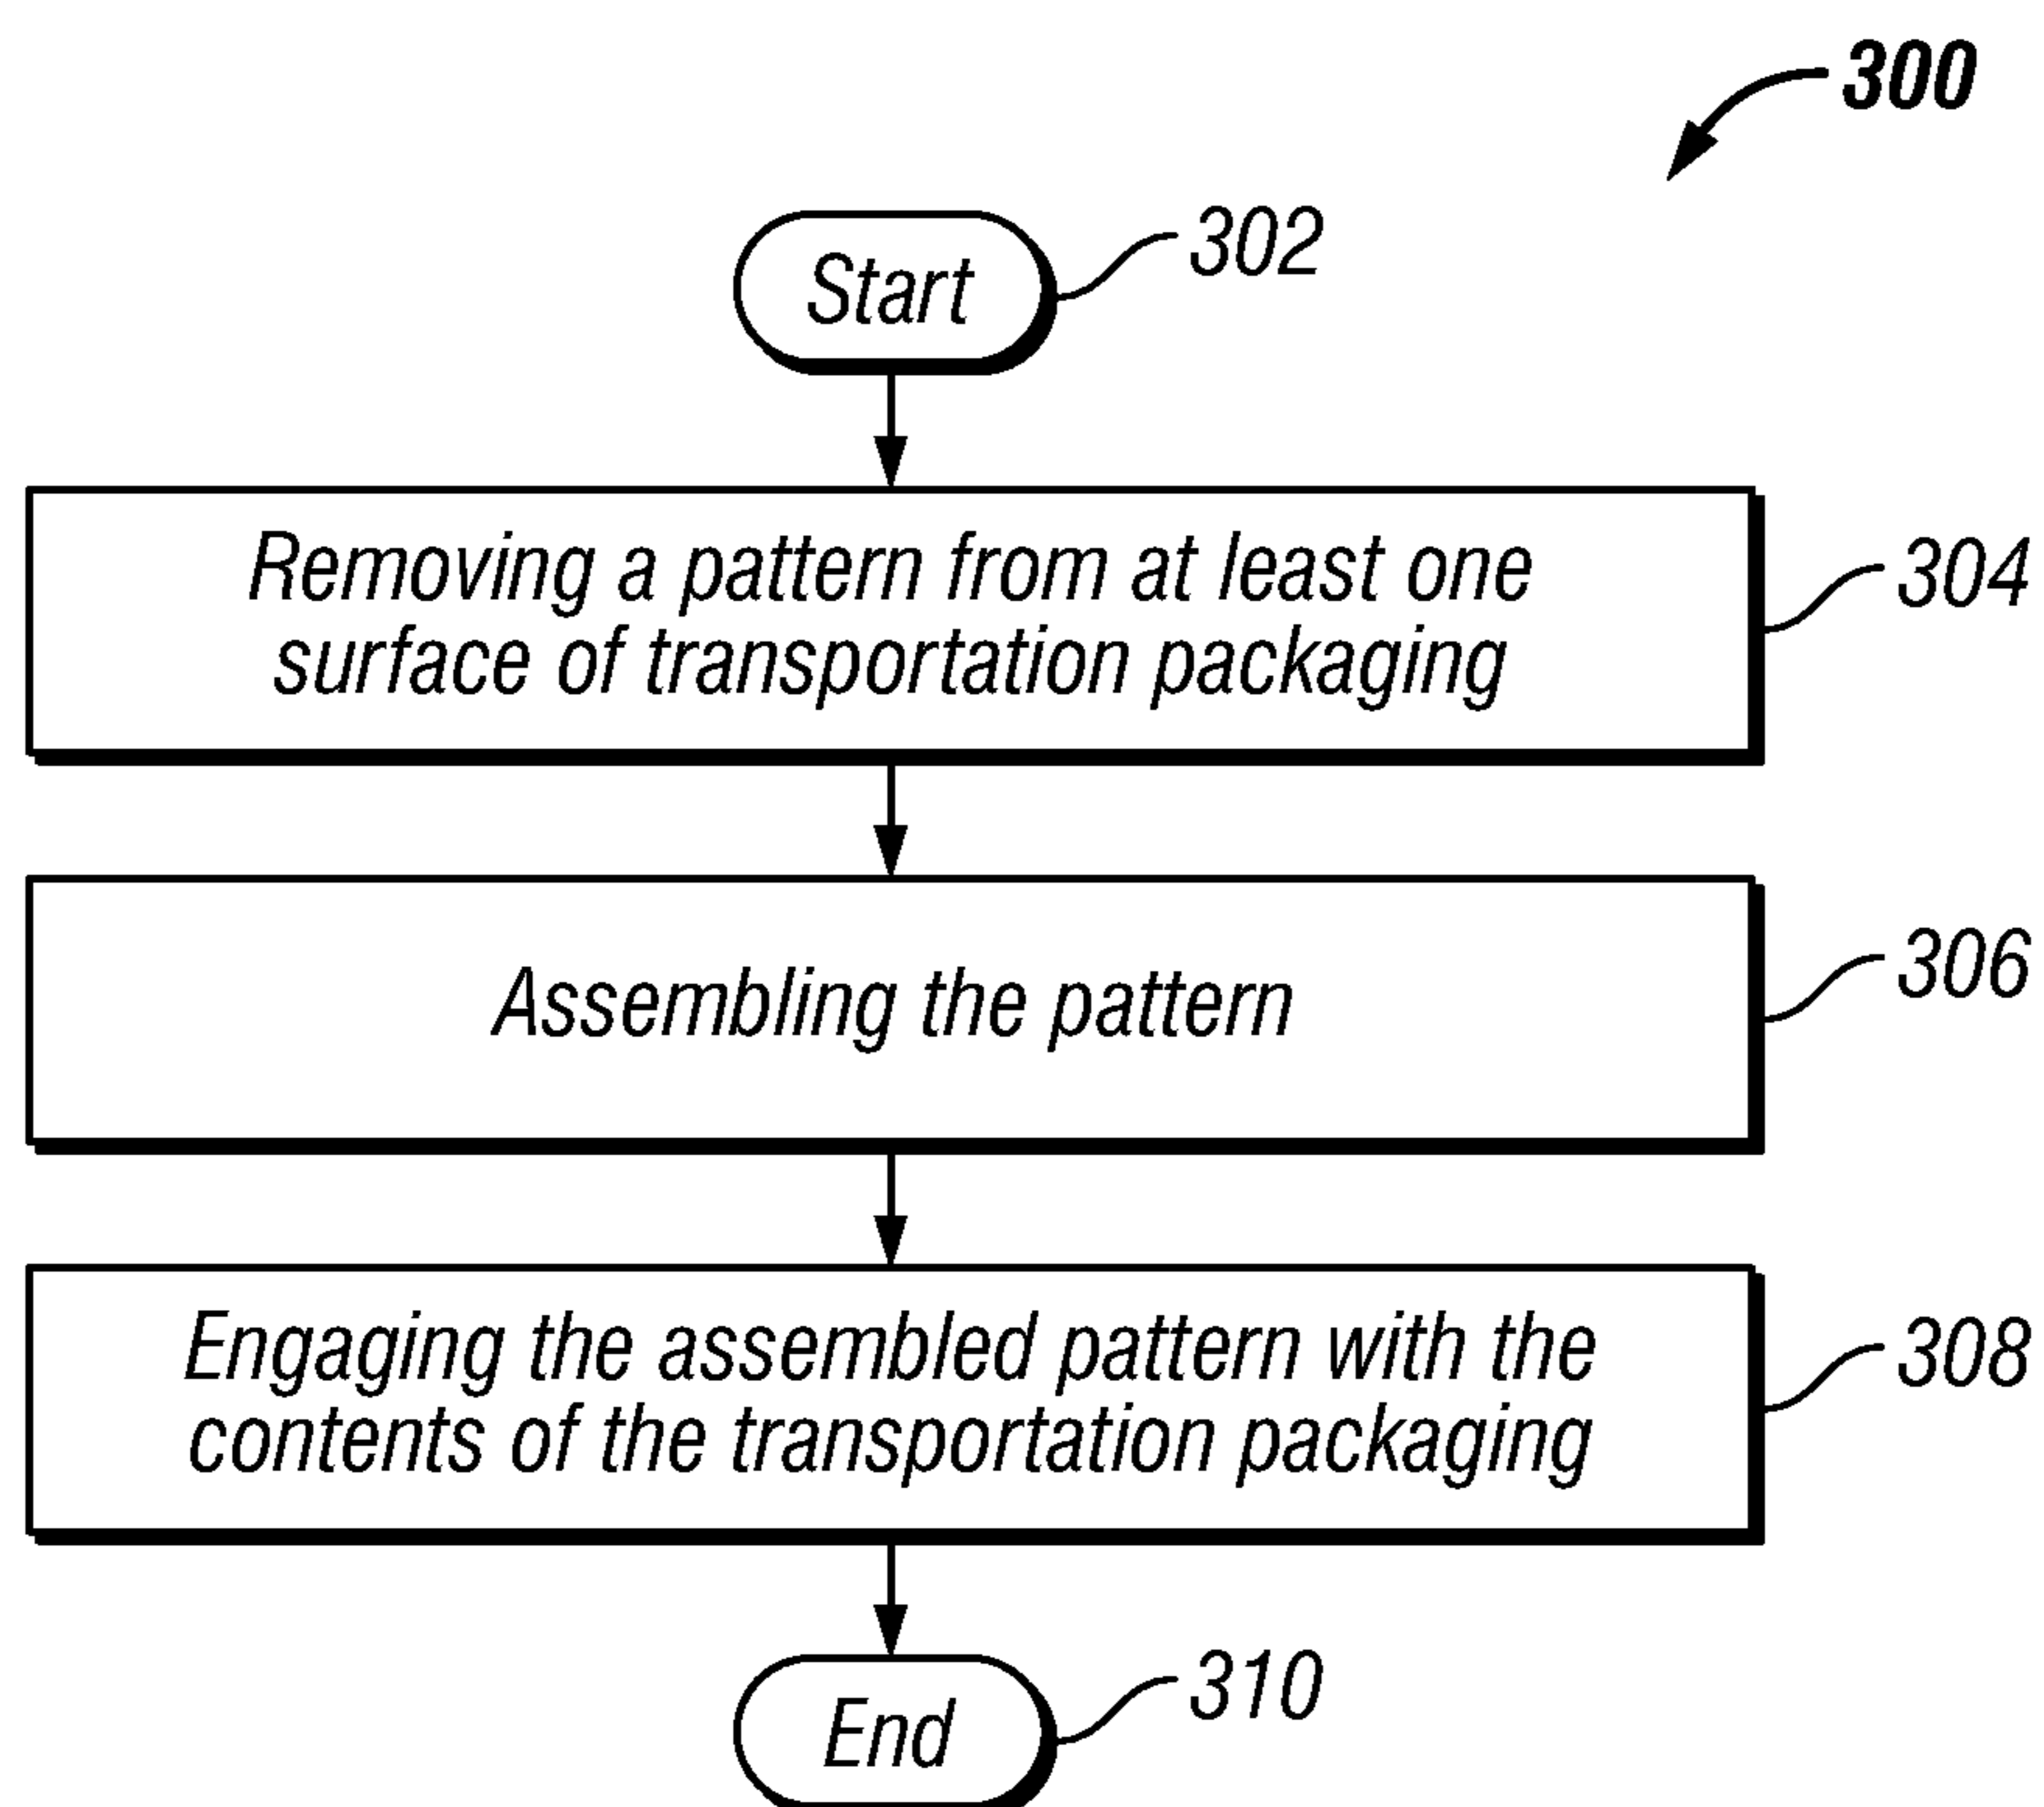 300
Start
302
Removing a pattern from at least one
surface of transportation packaging
304
Assembling the pattern
306
Engaging the assembled pattern with the
contents of the transportation packaging
308
End
310